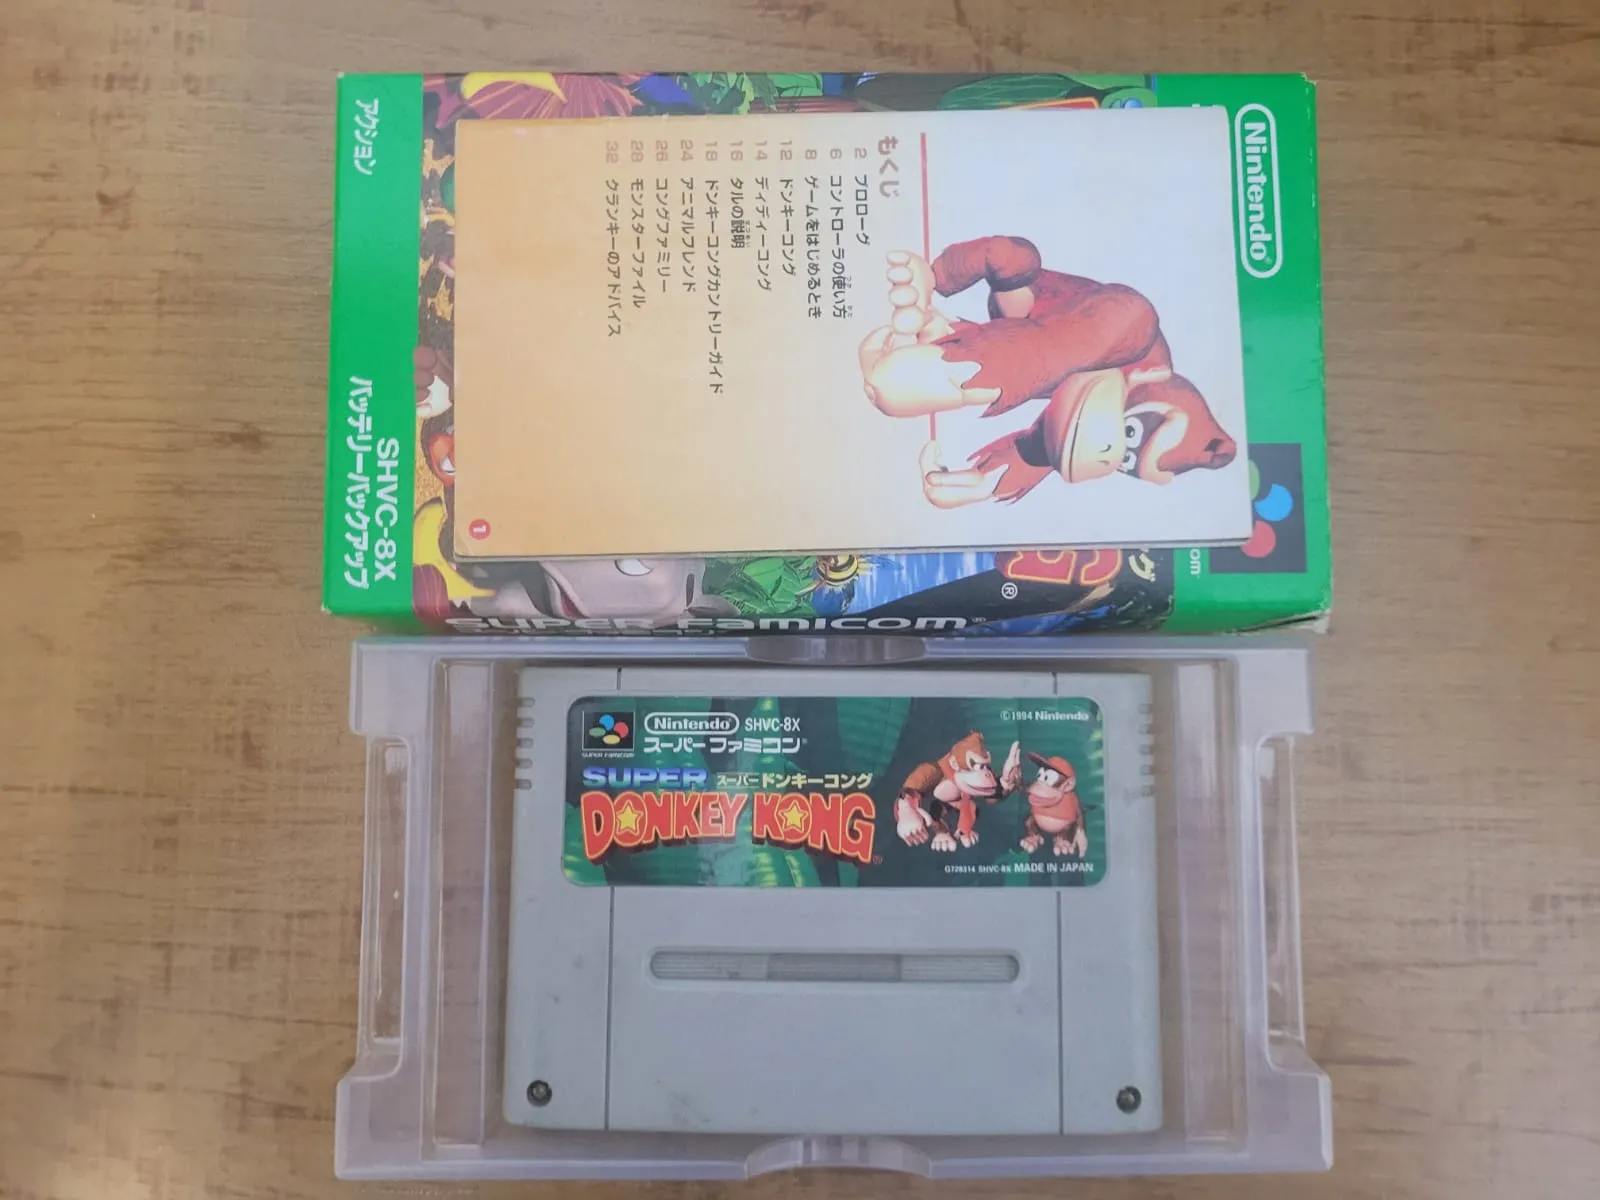 Nintendo®
アクション
SHVC-8X
バッテリーバックアップ
もくじ
2 プロローグ
6 コントローラの使い方
8 ゲームをはじめるとき
12 ドンキーコング
14 ディディーコング
16 タルの説明
18 ドンキーコングカントリーガイド
24 アニマルフレンド
26 コングファミリー
28 モンスターファイル
32 クランキーのアドバイス
1
®
SUPER FAMICOM®
SUPER FAMICOM
Nintendo SHVC-8X
スーパーファミコン®
©1994 Nintendo
SUPER スーパードンキーコング
DONKEY KONG®
G728314 SHVC-8X MADE IN JAPAN